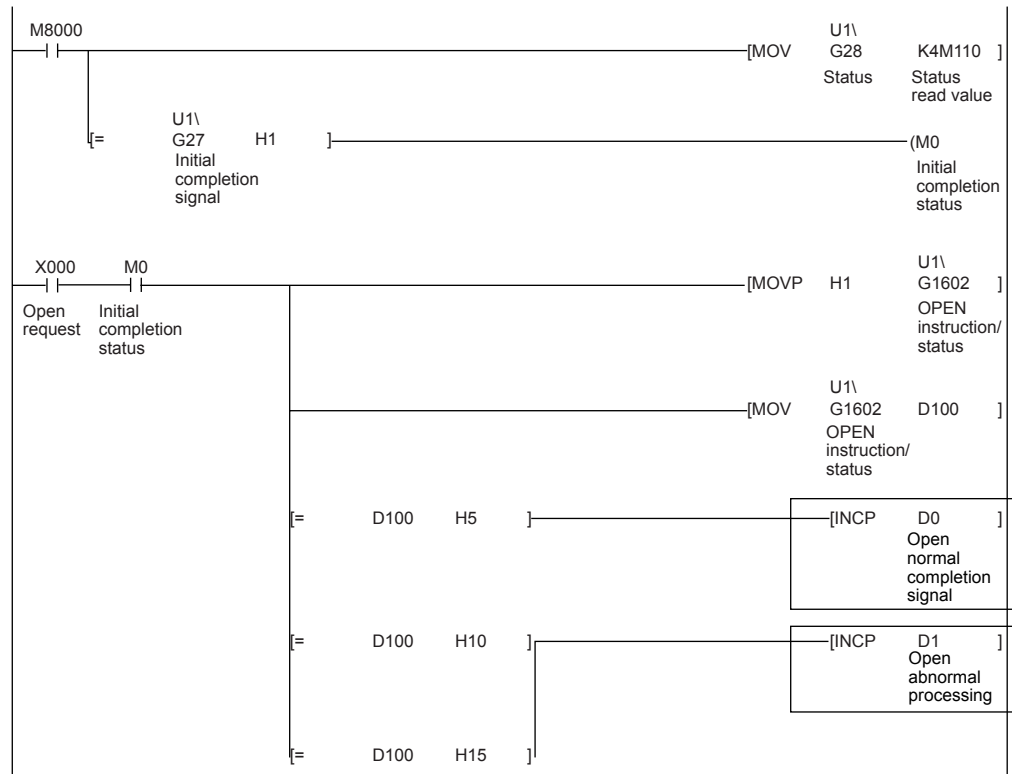 M8000
[MOV U1\ G28 K4M110 ]
Status Status
read value
[= U1\ G27 H1 ] (M0
Initial
completion
signal
Initial
completion
status
X000 M0
Open
request
Initial
completion
status
[MOVP H1 U1\ G1602 ]
OPEN
instruction/
status
[MOV U1\ G1602 D100 ]
OPEN
instruction/
status
[= D100 H5 ] [INCP D0 ]
Open
normal
completion
signal
[= D100 H10 ] [INCP D1 ]
Open
abnormal
processing
[= D100 H15 ]